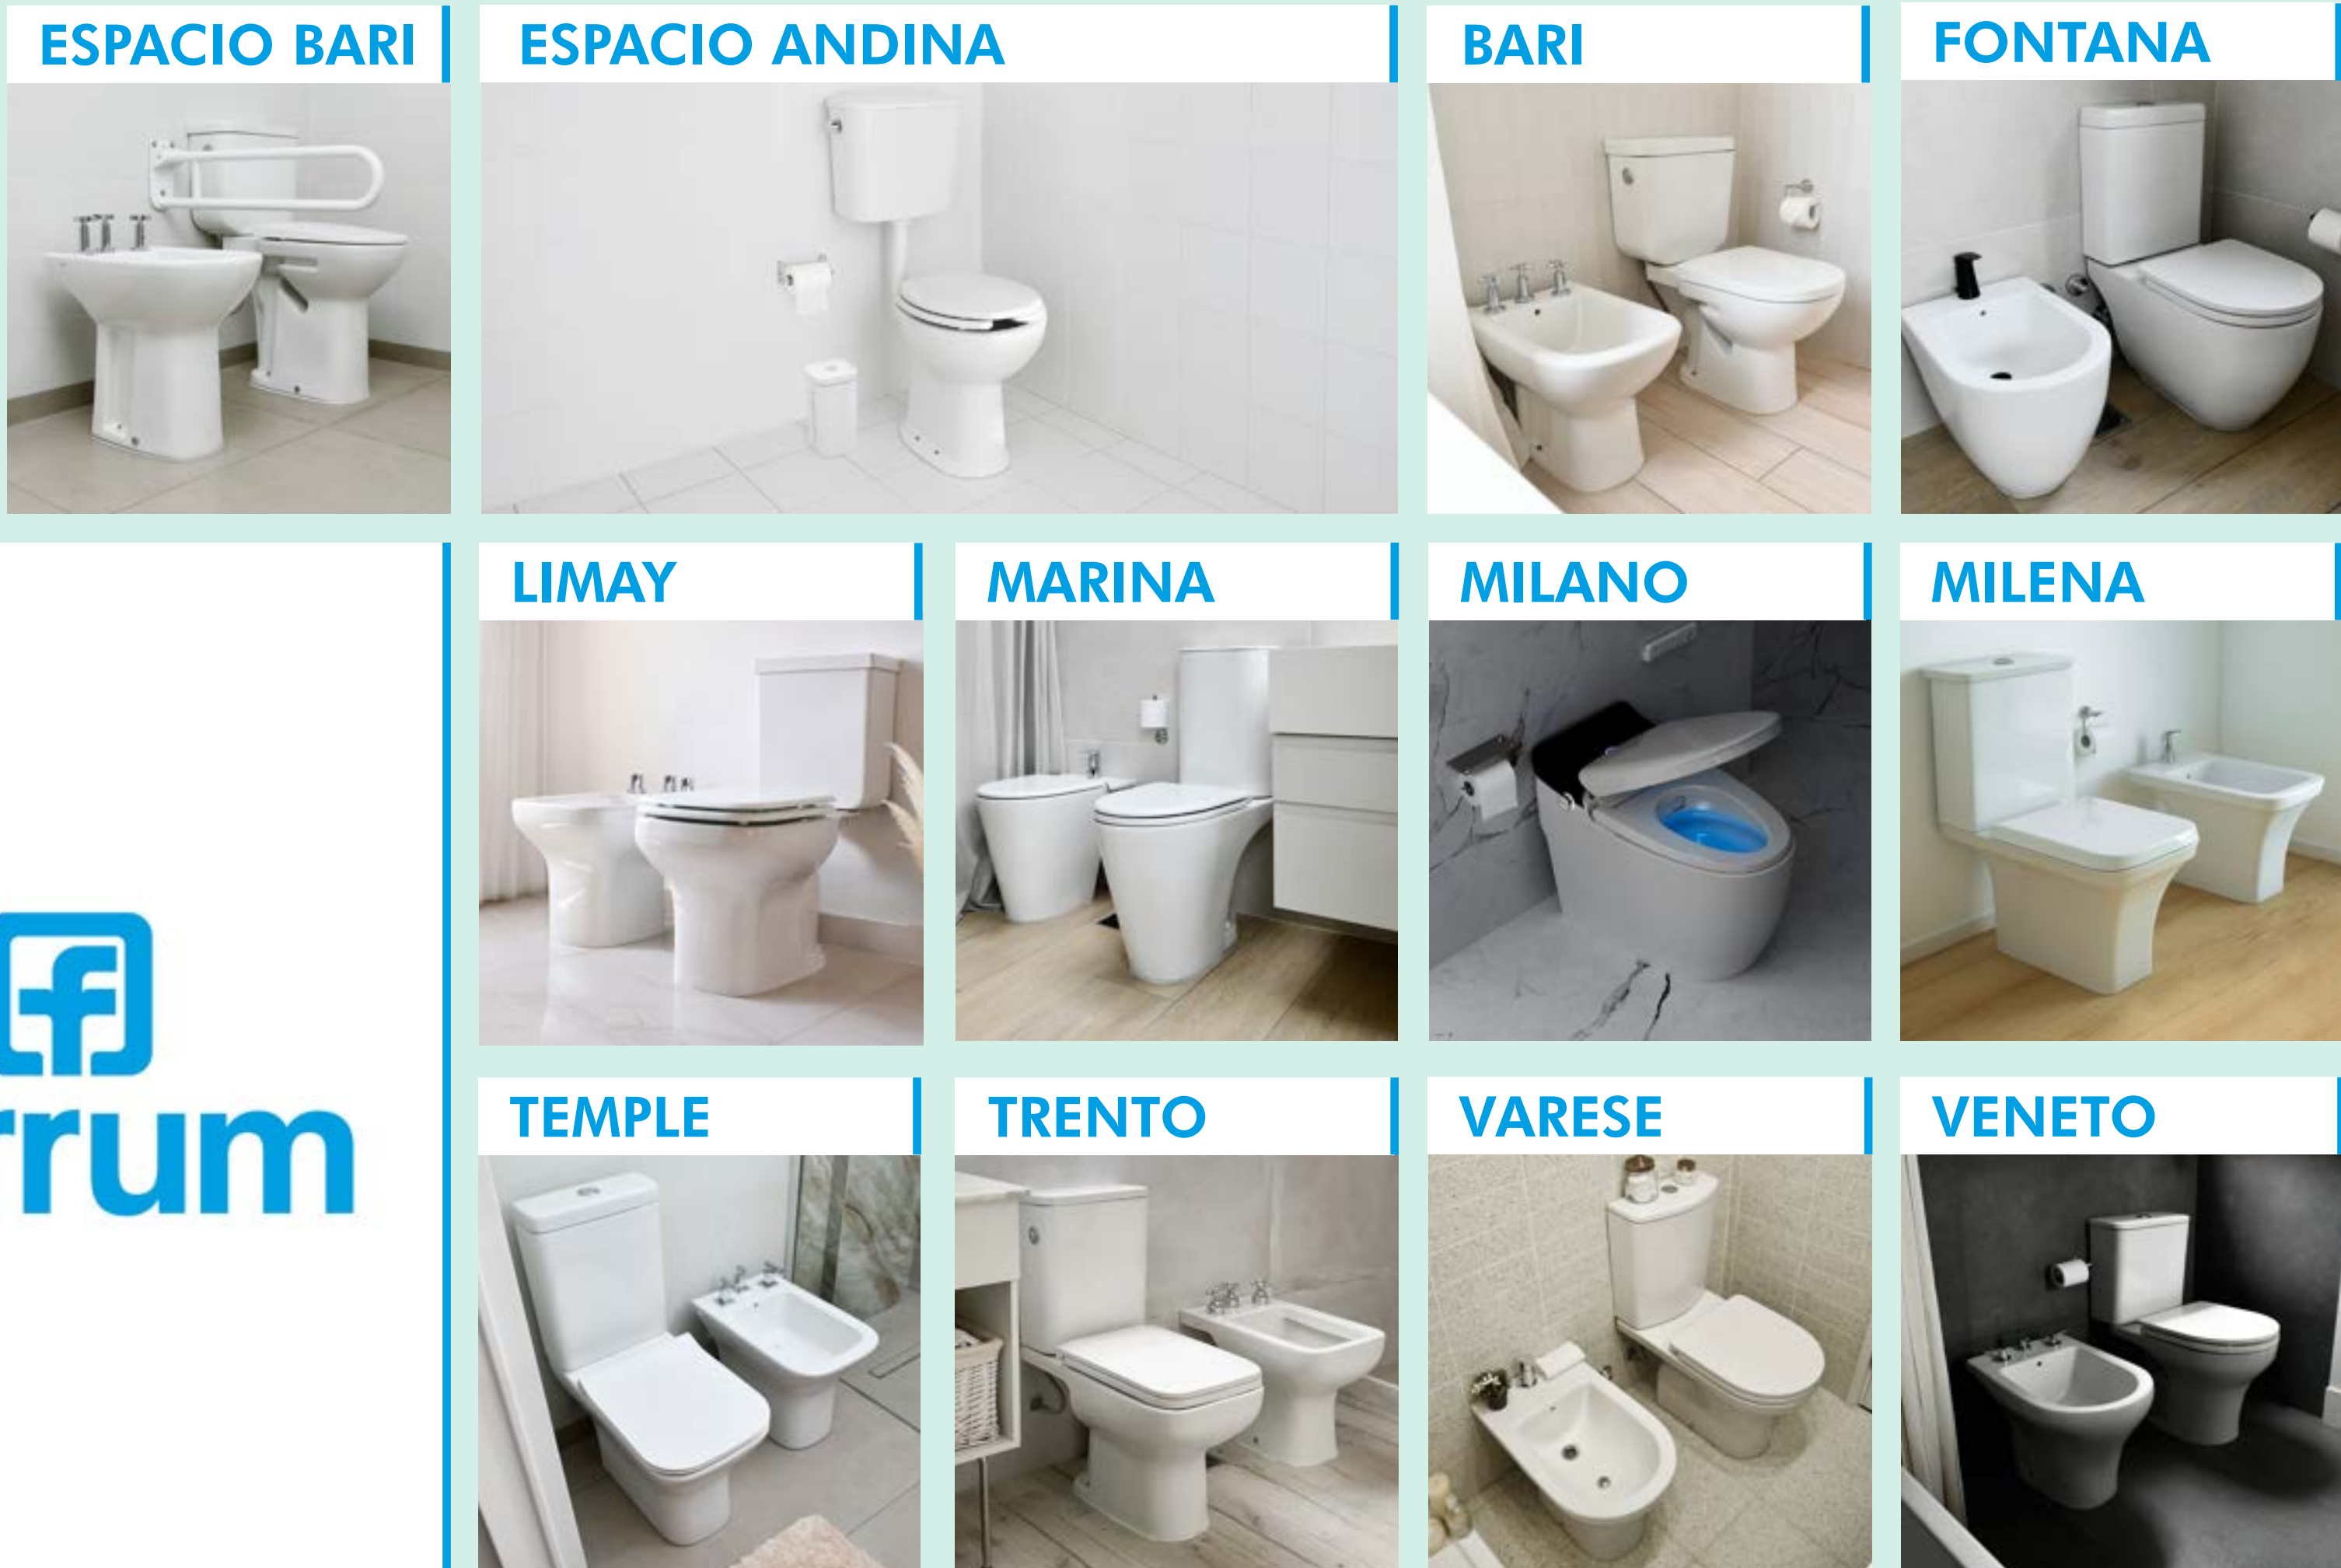 ESPACIO BARI
ESPACIO ANDINA
BARI
FONTANA
LIMAY
MARINA
MILANO
MILENA
rrum
TEMPLE
TRENTO
VARESE
VENETO